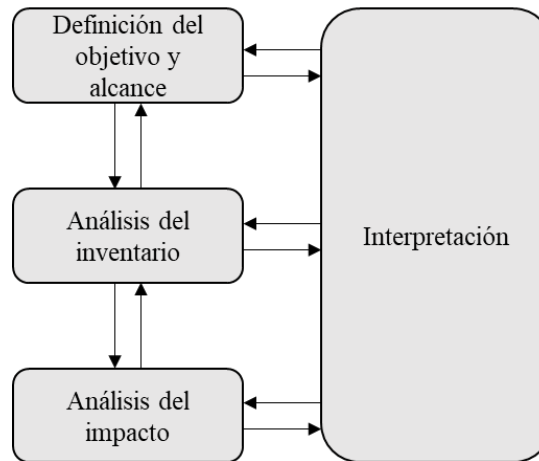 Definición del
objetivo y
alcance
Análisis del
inventario
Interpretación
Análisis del
impacto